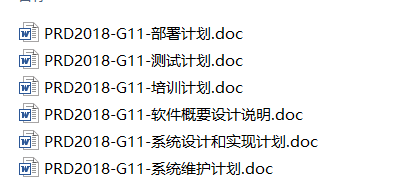 PRD2018-G11-部署计划.doc
PRD2018-G11-测试计划.doc
PRD2018-G11-培训计划.doc
PRD2018-G11-软件概要设计说明.doc
PRD2018-G11-系统设计和实现计划.doc
PRD2018-G11-系统维护计划.doc